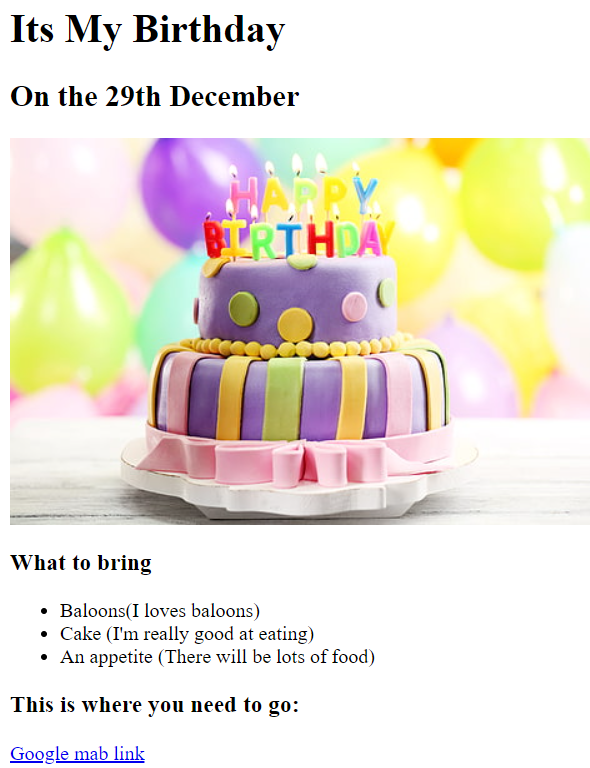 Its My Birthday
On the 29th December
HAPPY
BIRTHDAY
What to bring
Baloons(I loves baloons)
Cake (I'm really good at eating)
An appetite (There will be lots of food)
This is where you need to go:
Google mab link